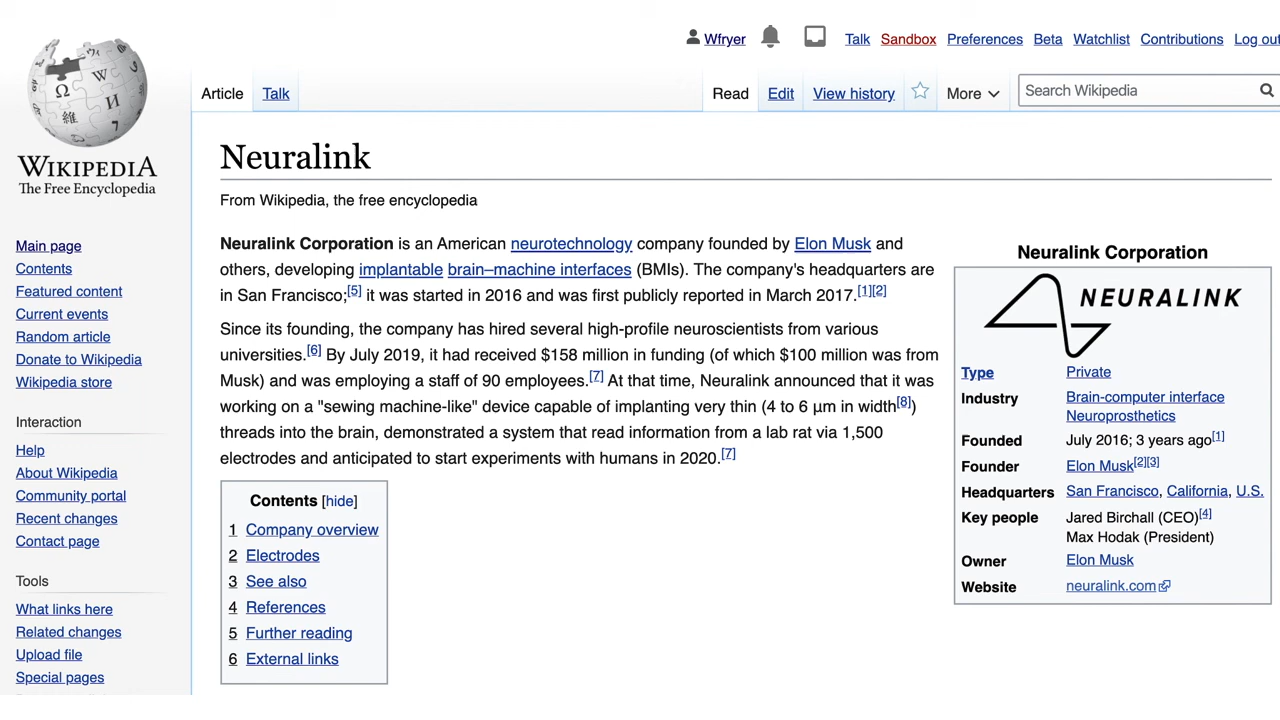 Wfryer Talk Sandbox Preferences Beta Watchlist Contributions Log out
Article Talk Read Edit View history More Search Wikipedia
WIKIPEDIA
The Free Encyclopedia
Main page
Contents
Featured content
Current events
Random article
Donate to Wikipedia
Wikipedia store
Interaction
Help
About Wikipedia
Community portal
Recent changes
Contact page
Tools
What links here
Related changes
Upload file
Special pages
Neuralink
From Wikipedia, the free encyclopedia
Neuralink Corporation is an American neurotechnology company founded by Elon Musk and
others, developing implantable brain–machine interfaces (BMIs). The company's headquarters are
in San Francisco;[5] it was started in 2016 and was first publicly reported in March 2017.[1][2]
Since its founding, the company has hired several high-profile neuroscientists from various
universities.[6] By July 2019, it had received $158 million in funding (of which $100 million was from
Musk) and was employing a staff of 90 employees.[7] At that time, Neuralink announced that it was
working on a "sewing machine-like" device capable of implanting very thin (4 to 6 μm in width[8])
threads into the brain, demonstrated a system that read information from a lab rat via 1,500
electrodes and anticipated to start experiments with humans in 2020.[7]
Contents [hide]
1 Company overview
2 Electrodes
3 See also
4 References
5 Further reading
6 External links
Neuralink Corporation
NEURALINK
Type Private
Industry Brain-computer interface
Neuroprosthetics
Founded July 2016; 3 years ago[1]
Founder Elon Musk[2][3]
Headquarters San Francisco, California, U.S.
Key people Jared Birchall (CEO)[4]
Max Hodak (President)
Owner Elon Musk
Website neuralink.com